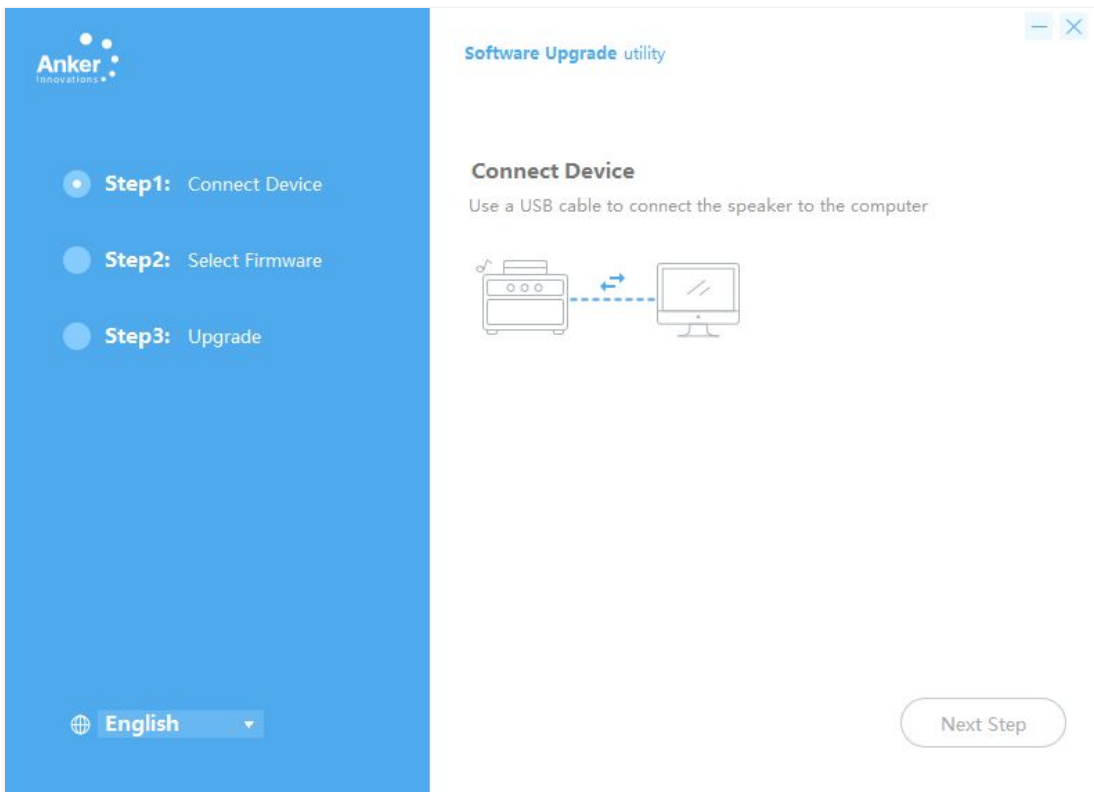 Anker
Innovations
Software Upgrade utility
Step1: Connect Device
Step2: Select Firmware
Step3: Upgrade
Connect Device
Use a USB cable to connect the speaker to the computer
English
Next Step